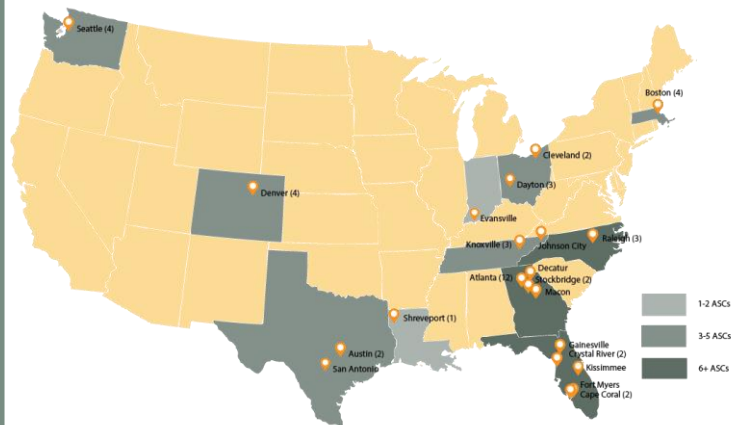 Seattle (4)
Boston (4)
Cleveland (2)
Dayton (3)
Denver (4)
Evansville
Knoxville (3)
Johnson City
Raleigh (3)
Atlanta (12)
Decatur
Stockbridge (2)
Macon
Shreveport (1)
Austin (2)
San Antonio
Gainesville
Crystal River (2)
Kissimmee
Fort Myers
Cape Coral (2)
1-2 ASCs
3-5 ASCs
6+ ASCs